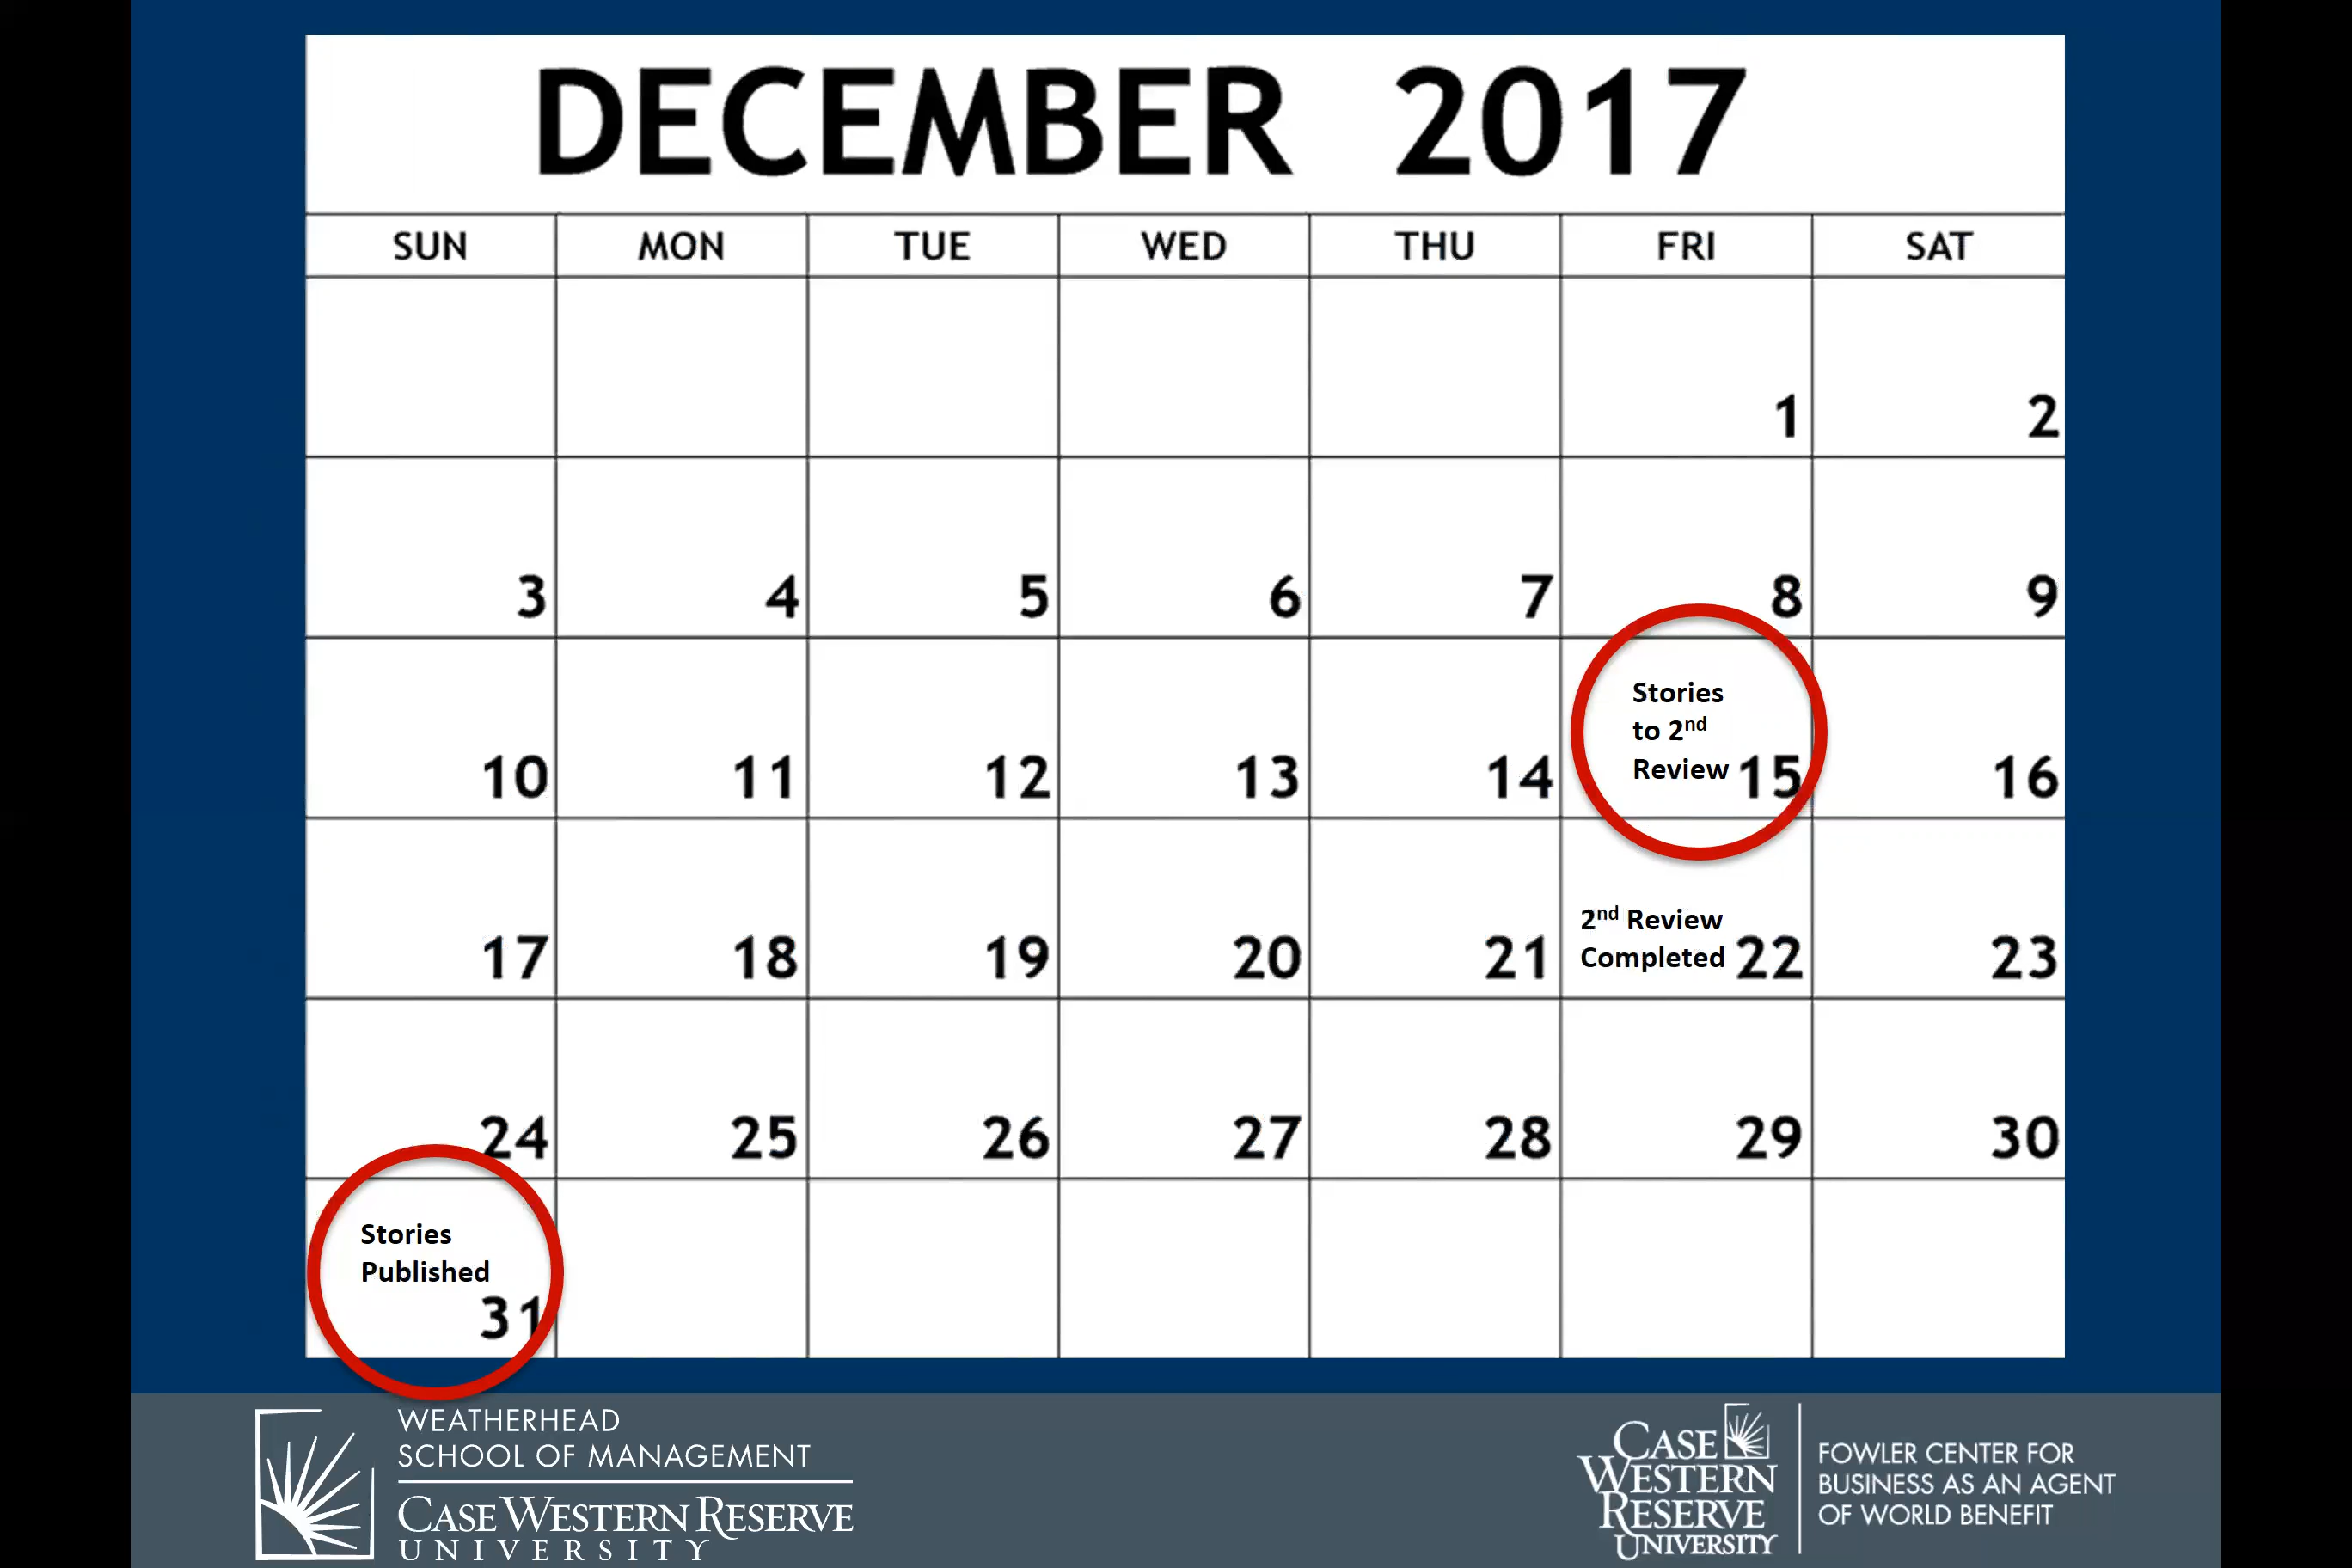 DECEMBER 2017
SUN MON TUE WED THU FRI SAT
1 2
3 4 5 6 7 8 9
Stories
to 2nd
Review
10 11 12 13 14 15 16
2nd Review
Completed
17 18 19 20 21 22 23
24 25 26 27 28 29 30
Stories
Published
31
WEATHERHEAD
SCHOOL OF MANAGEMENT
CASE WESTERN RESERVE
UNIVERSITY
CASE
WESTERN
RESERVE
UNIVERSITY
FOWLER CENTER FOR
BUSINESS AS AN AGENT
OF WORLD BENEFIT